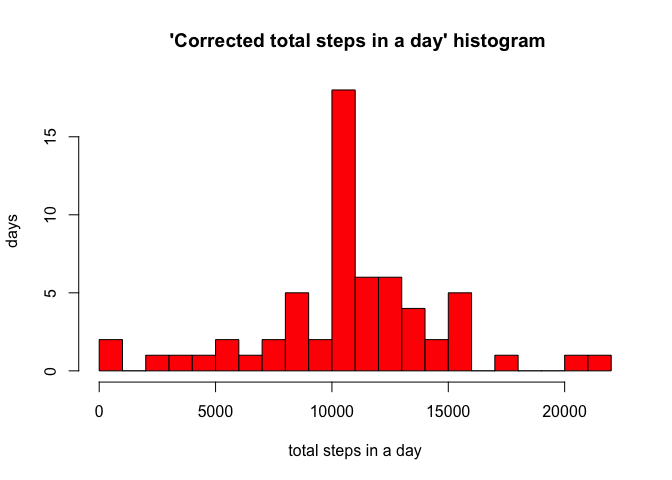 'Corrected total steps in a day' histogram
days
15
10
5
0
0 5000 10000 15000 20000
total steps in a day